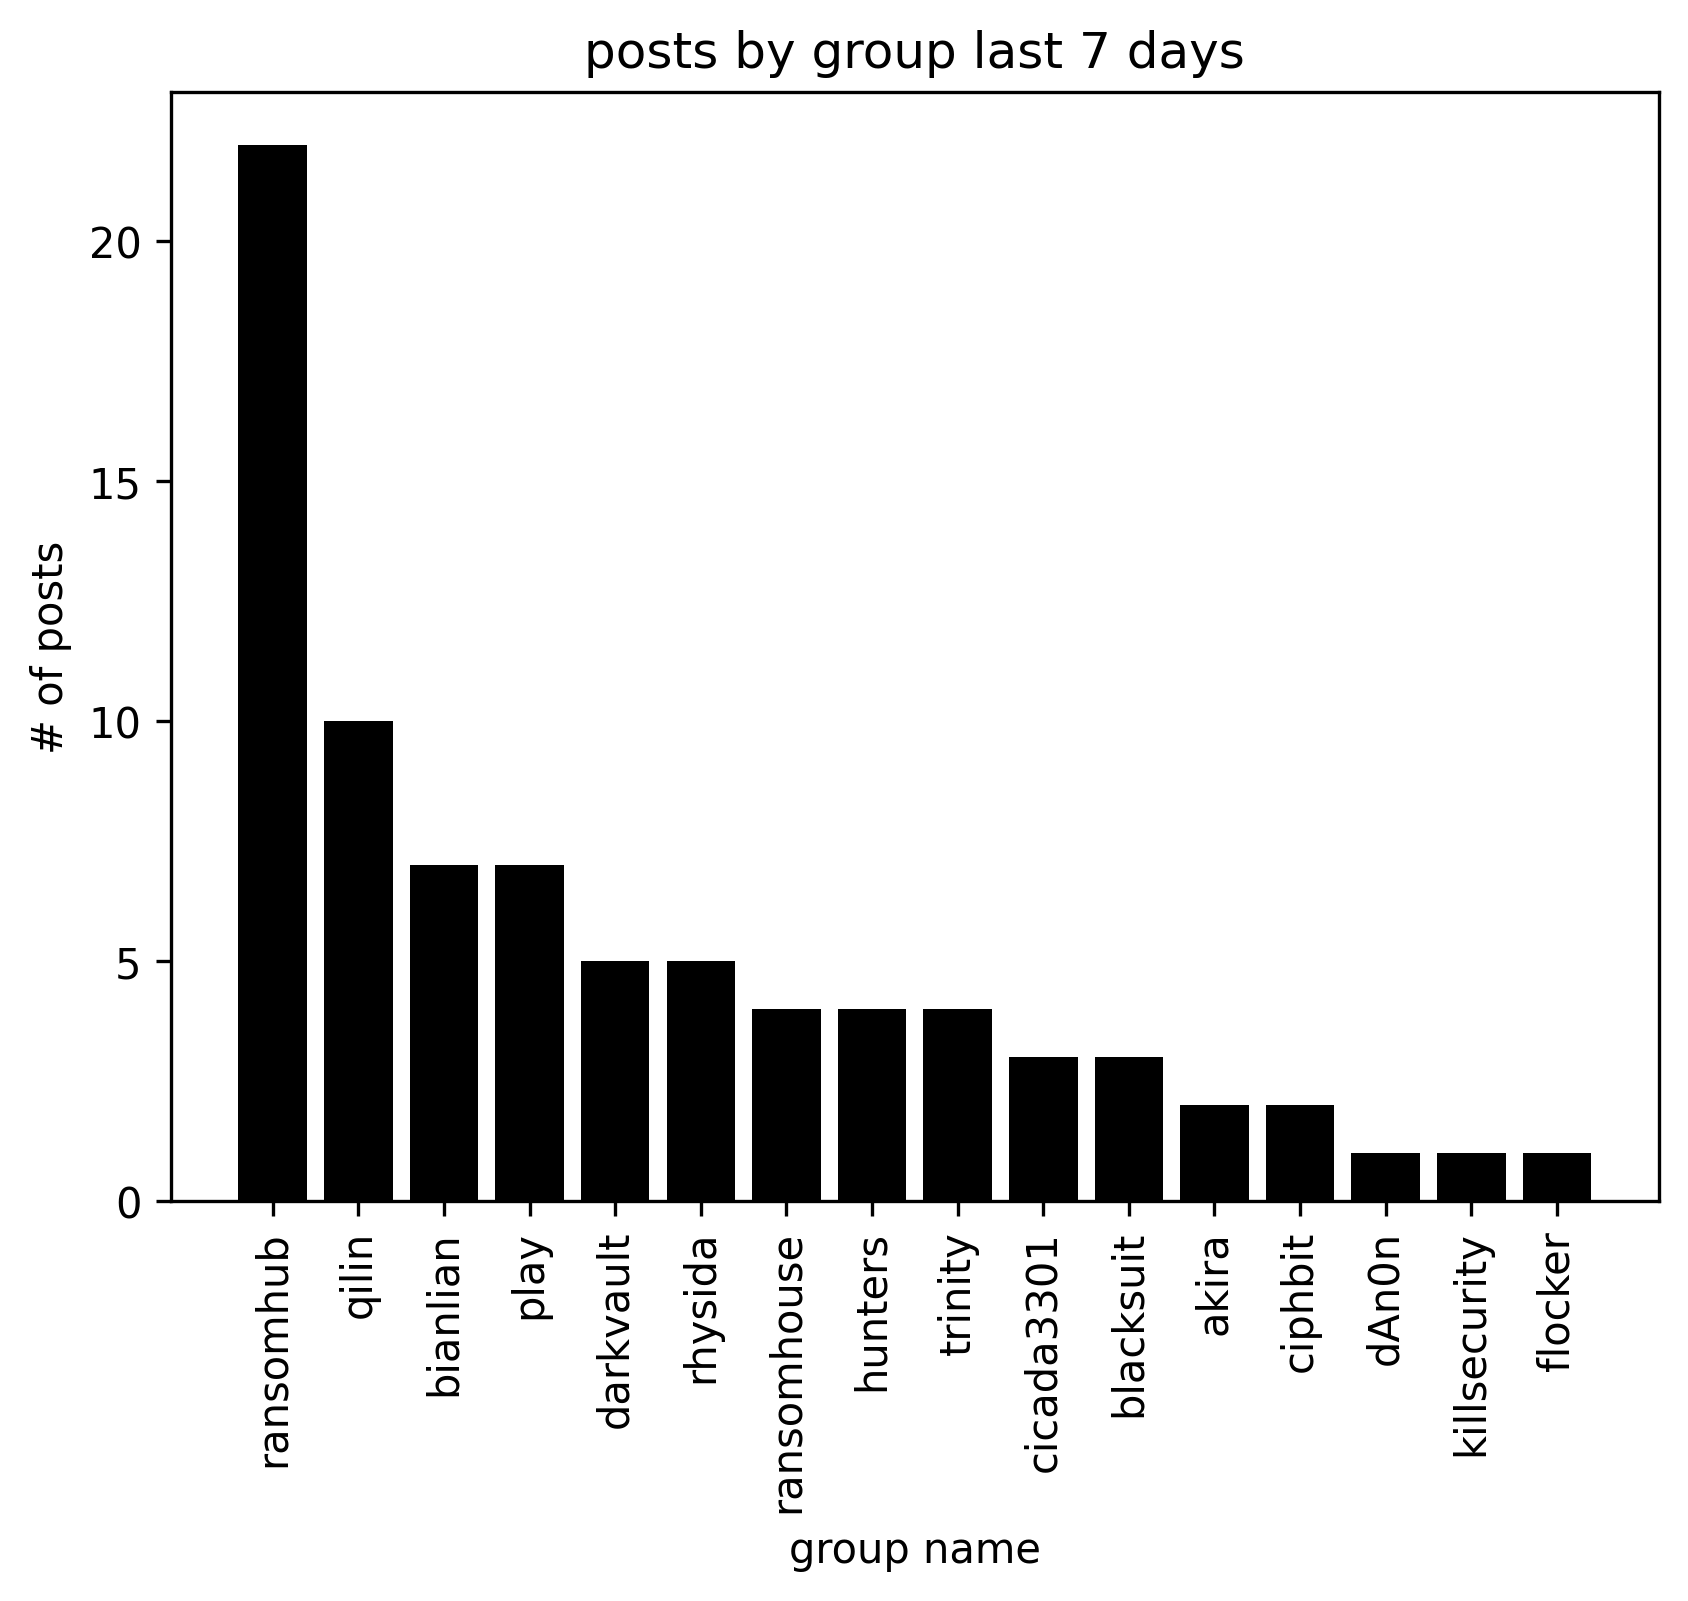 posts by group last 7 days
# of posts
20
15
10
5
0
ransomhub
qilin
bianlian
play
darkvault
rhysida
ransomhouse
hunters
trinity
cicada3301
blacksuit
akira
ciphbit
dAn0n
killsecurity
flocker
group name